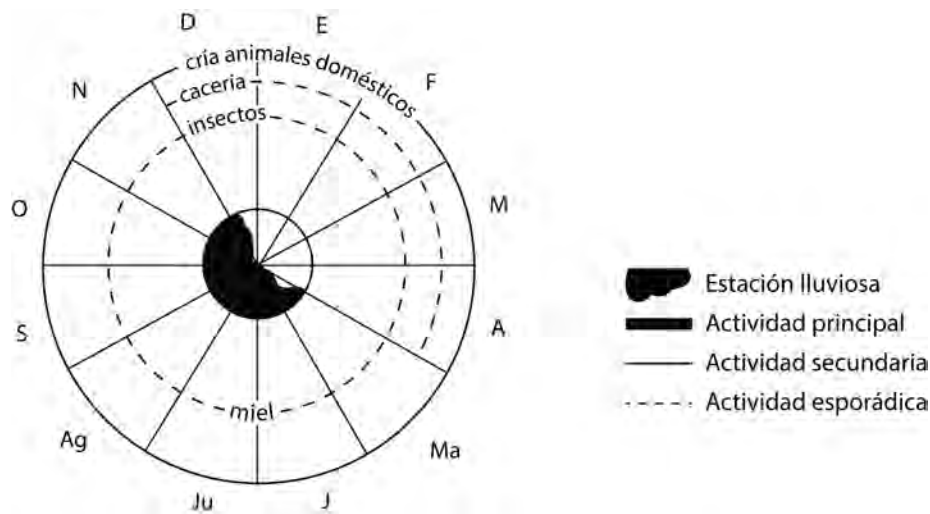 D
E
F
M
A
Ma
J
Ju
Ag
S
O
N
cría animales domésticos
caceria
insectos
miel
Estación lluviosa
Actividad principal
Actividad secundaria
Actividad esporádica